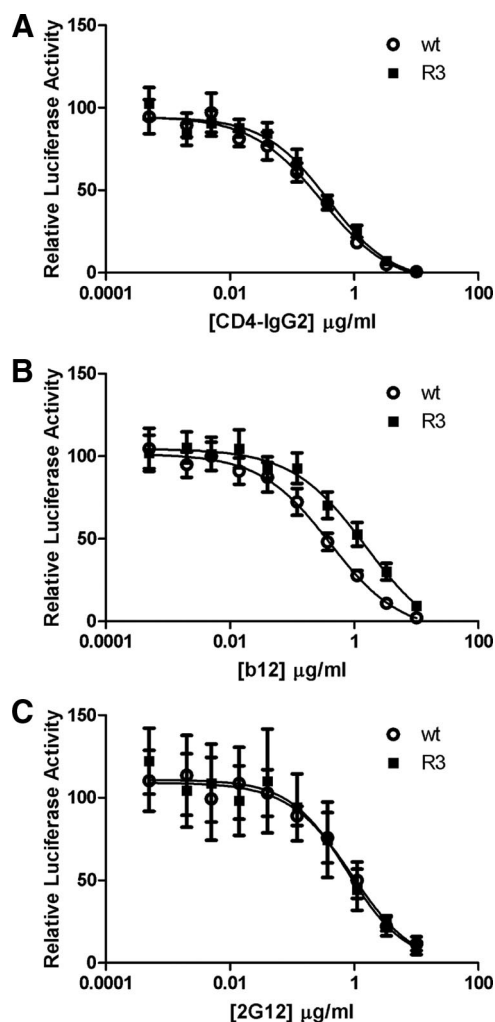 A
150
100
50
0
Relative Luciferase Activity
wt
R3
0.0001 0.01 1 100
[CD4-IgG2] μg/ml
B
150
100
50
0
Relative Luciferase Activity
wt
R3
0.0001 0.01 1 100
[b12] μg/ml
C
150
100
50
0
Relative Luciferase Activity
wt
R3
0.0001 0.01 1 100
[2G12] μg/ml